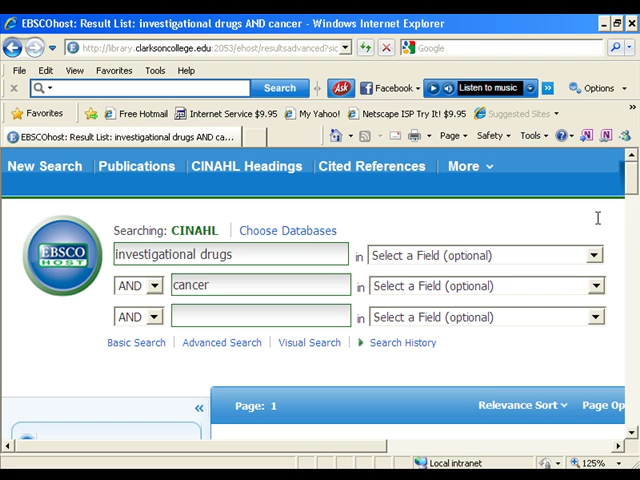 EBSCOhost: Result List: investigational drugs AND cancer - Windows Internet Explorer
http://library.clarksoncollege.edu:2053/ehost/resultsadvanced?sic
Google
File Edit View Favorites Tools Help
Search Ask Facebook Listen to music Options
Favorites Free Hotmail Internet Service $9.95 My Yahoo! Netscape ISP Try It! $9.95 Suggested Sites
EBSCOhost: Result List: investigational drugs AND ca...
Page Safety Tools
New Search Publications CINAHL Headings Cited References More
Searching: CINAHL Choose Databases
EBSCO HOST
investigational drugs in Select a Field (optional)
AND cancer in Select a Field (optional)
AND in Select a Field (optional)
Basic Search Advanced Search Visual Search Search History
« Page: 1 Relevance Sort Page Op
Local intranet 125%